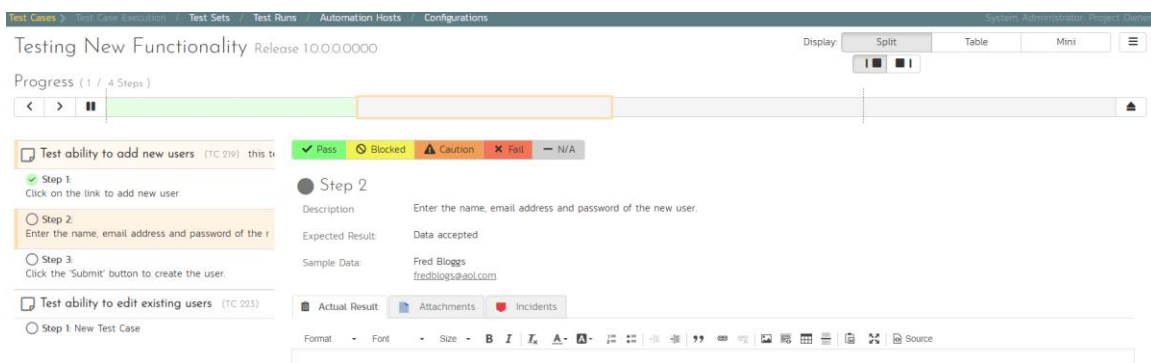 Test Cases > Test Case Execution / Test Sets / Test Runs / Automation Hosts / Configurations System Administrator: Project Owner
Testing New Functionality Release 1.0.0.0.0000
Display: Split Table Mini
Progress (1 / 4 Steps)
Test ability to add new users (TC 219) this te
Step 1:
Click on the link to add new user
Step 2:
Enter the name, email address and password of the r
Step 3:
Click the 'Submit' button to create the user.
Test ability to edit existing users (TC 223)
Step 1: New Test Case
Pass Blocked Caution Fail N/A
Step 2
Description Enter the name, email address and password of the new user.
Expected Result: Data accepted
Sample Data: Fred Bloggs
fredblogs@aol.com
Actual Result Attachments Incidents
Format Font Size B I Tx A A Source